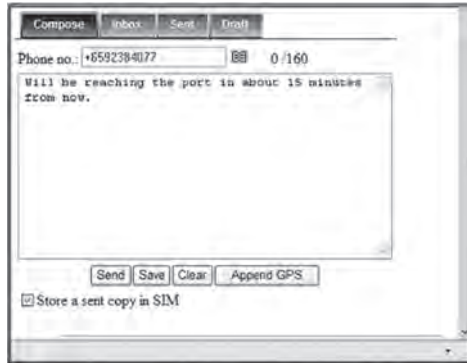 Compose Inbox Sent Draft
Phone no.: +6592384077 0 /160
Will be reaching the port in about 15 minutes
from now.
Send Save Clear Append GPS
Store a sent copy in SIM